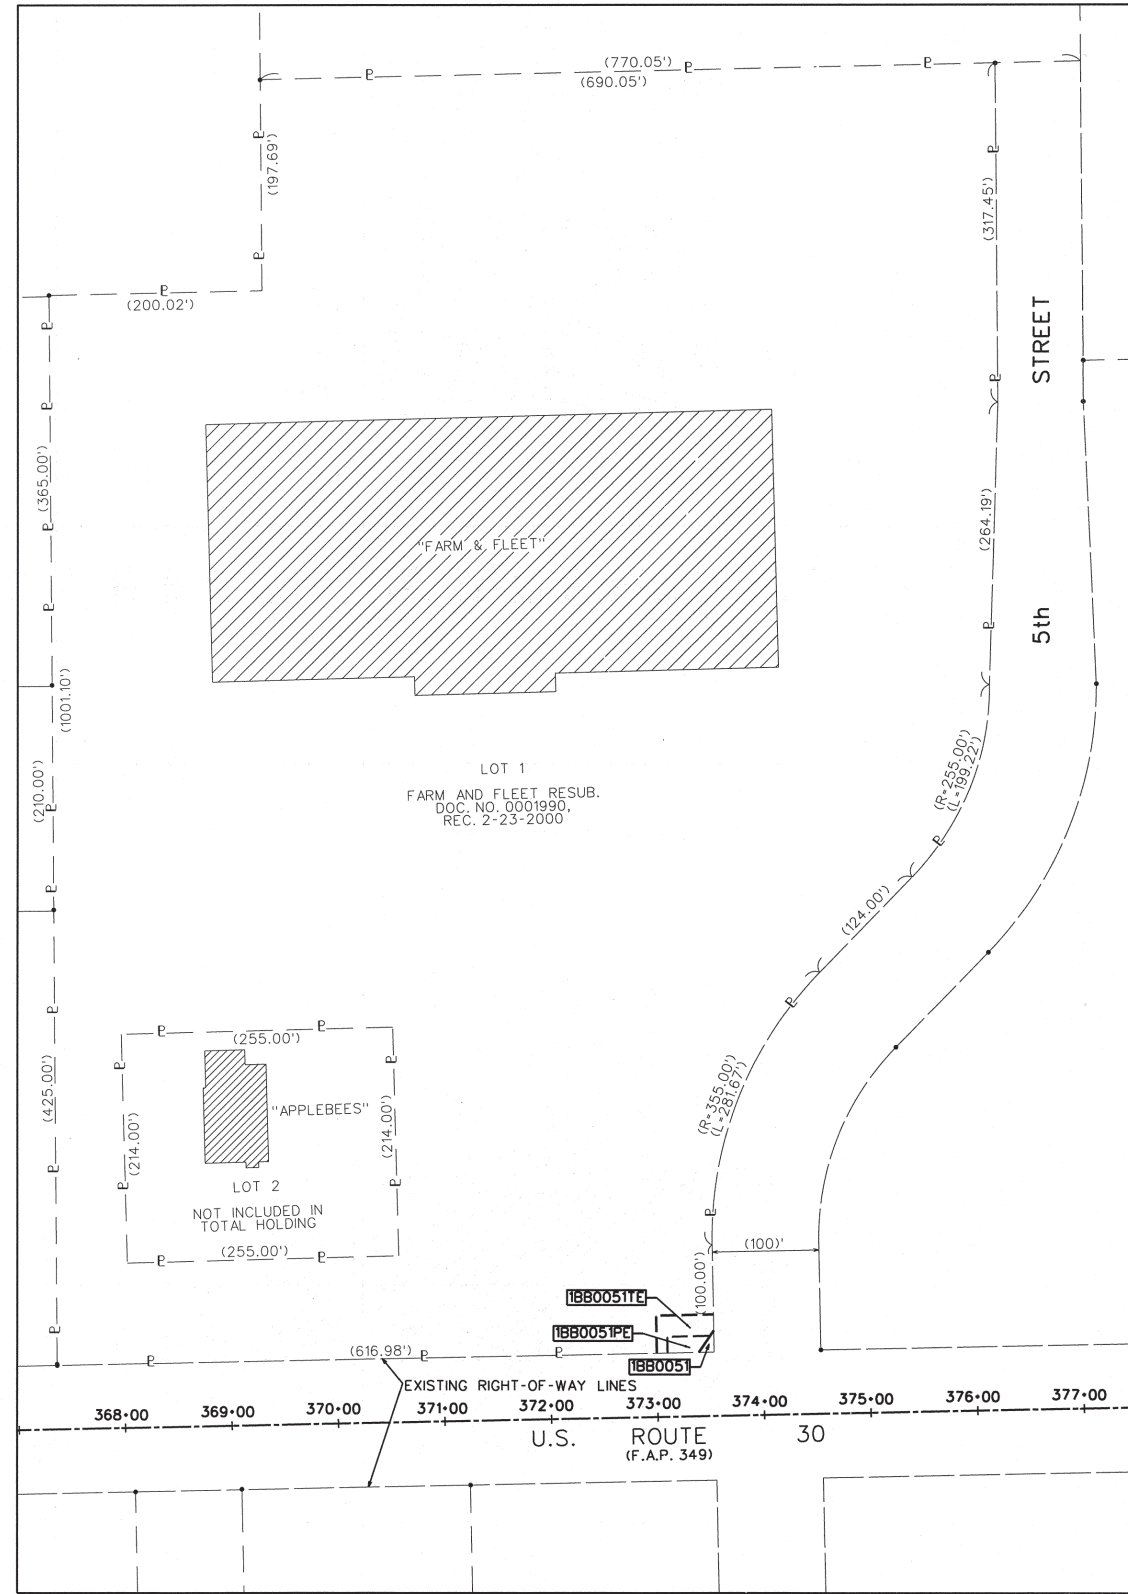 (770.05')
(690.05')
(197.69')
(317.45')
(200.02')
STREET
(365.00')
(264.19')
"FARM & FLEET"
5th
(1001.10')
(210.00')
LOT 1
FARM AND FLEET RESUB.
DOC. NO. 0001990,
REC. 2-23-2000
(R=255.00')
(L=199.22')
(124.00')
(255.00')
(425.00')
"APPLEBEES"
(214.00')
(214.00')
(R=355.00')
(L=281.67')
LOT 2
NOT INCLUDED IN
TOTAL HOLDING
(255.00')
(100)'
(100.00')
1BB0051TE
1BB0051PE
1BB0051
(616.98')
EXISTING RIGHT-OF-WAY LINES
368+00 369+00 370+00 371+00 372+00 373+00 374+00 375+00 376+00 377+00
U.S. ROUTE 30
(F.A.P. 349)